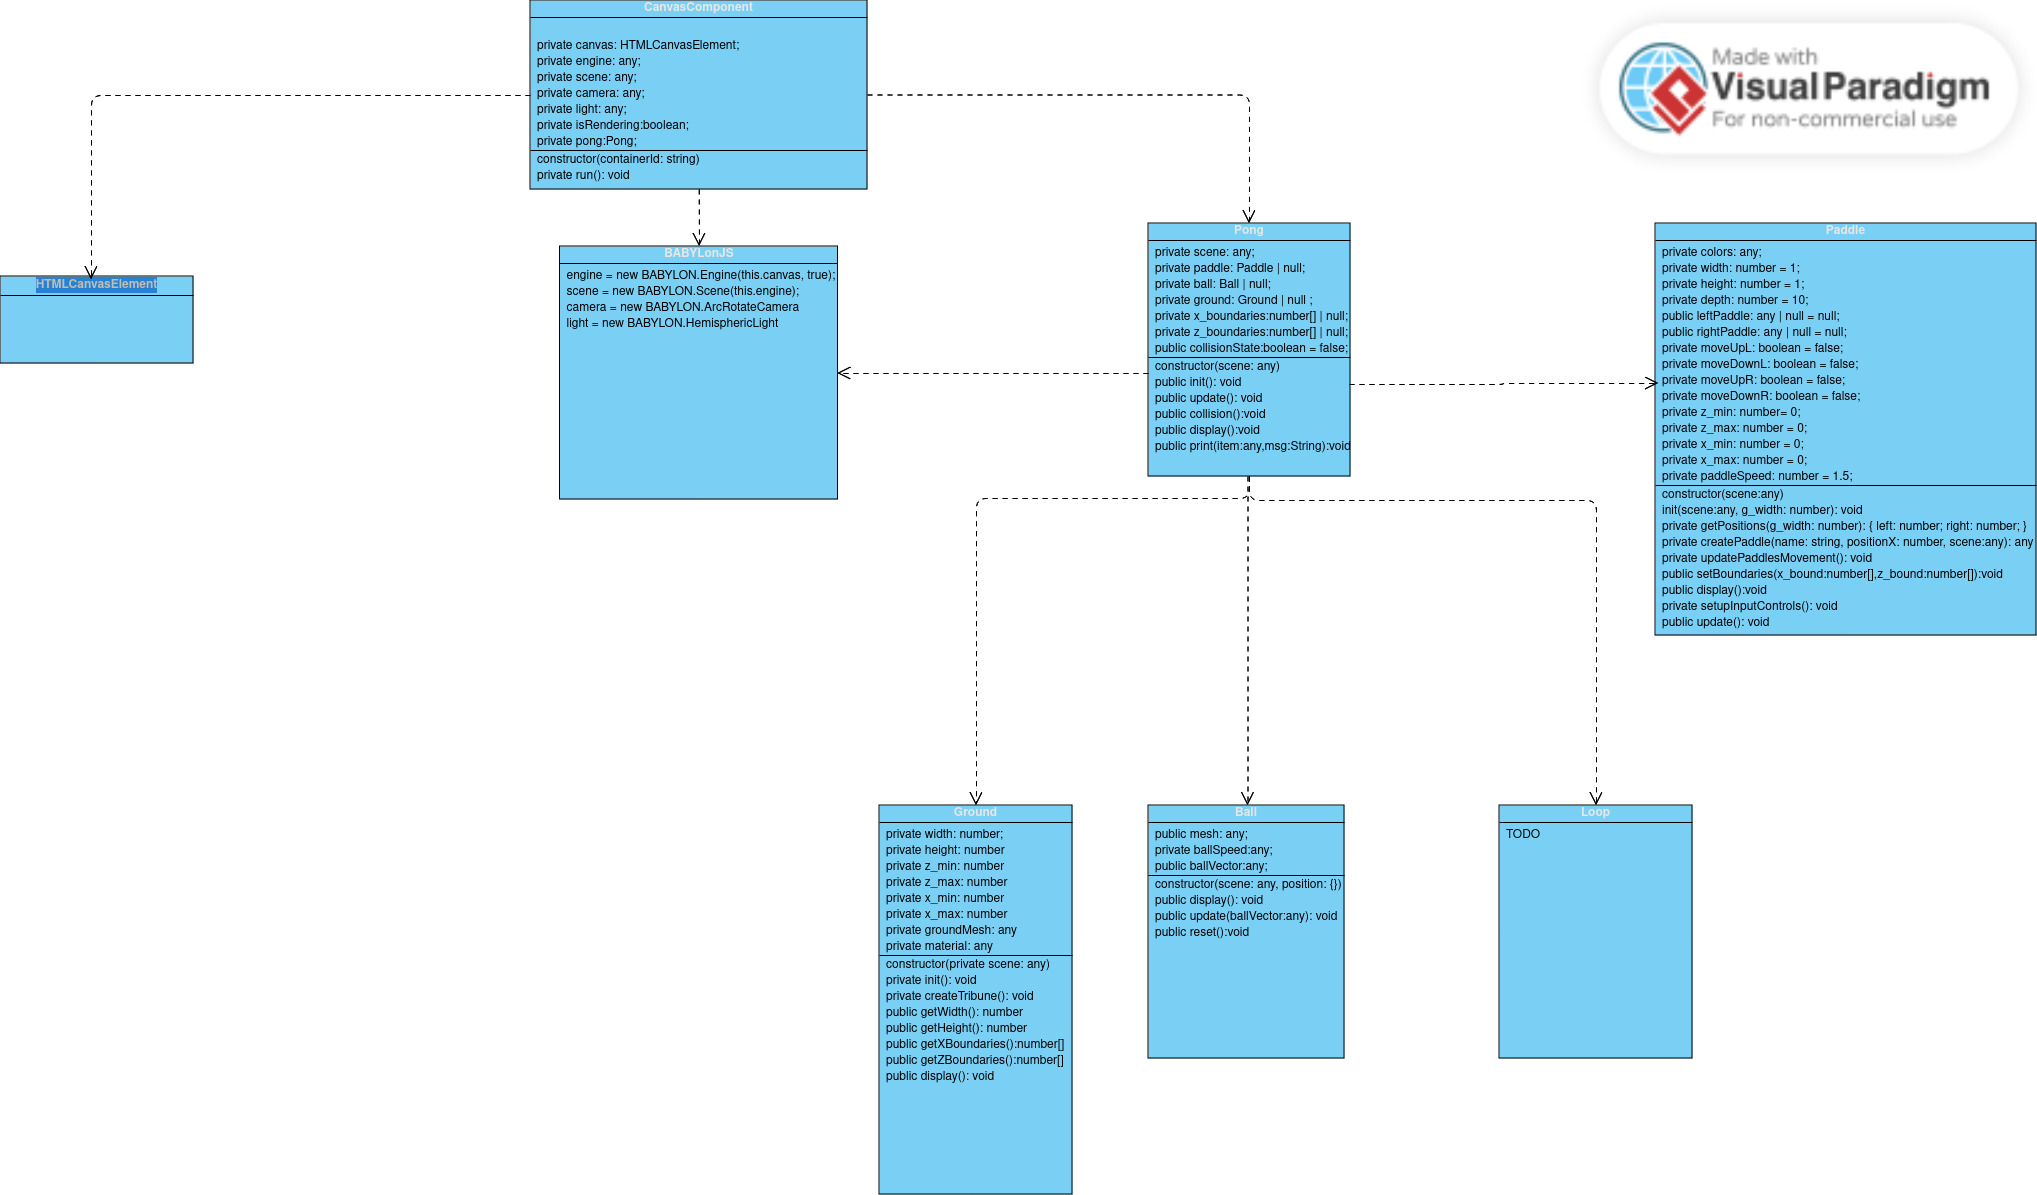 CanvasComponent
private canvas: HTMLCanvasElement;
private engine: any;
private scene: any;
private camera: any;
private light: any;
private isRendering:boolean;
private pong:Pong;
constructor(containerId: string)
private run(): void
Made with
Visual Paradigm
For non-commercial use
HTMLCanvasElement
BABYLonJS
engine = new BABYLON.Engine(this.canvas, true);
scene = new BABYLON.Scene(this.engine);
camera = new BABYLON.ArcRotateCamera
light = new BABYLON.HemisphericLight
Pong
private scene: any;
private paddle: Paddle | null;
private ball: Ball | null;
private ground: Ground | null ;
private x_boundaries:number[] | null;
private z_boundaries:number[] | null;
public collisionState:boolean = false;
constructor(scene: any)
public init(): void
public update(): void
public collision():void
public display():void
public print(item:any,msg:String):void
Paddle
private colors: any;
private width: number = 1;
private height: number = 1;
private depth: number = 10;
public leftPaddle: any | null = null;
public rightPaddle: any | null = null;
private moveUpL: boolean = false;
private moveDownL: boolean = false;
private moveUpR: boolean = false;
private moveDownR: boolean = false;
private z_min: number= 0;
private z_max: number = 0;
private x_min: number = 0;
private x_max: number = 0;
private paddleSpeed: number = 1.5;
constructor(scene:any)
init(scene:any, g_width: number): void
private getPositions(g_width: number): { left: number; right: number; }
private createPaddle(name: string, positionX: number, scene:any): any
private updatePaddlesMovement(): void
public setBoundaries(x_bound:number[],z_bound:number[]):void
public display():void
private setupInputControls(): void
public update(): void
Ground
private width: number;
private height: number
private z_min: number
private z_max: number
private x_min: number
private x_max: number
private groundMesh: any
private material: any
constructor(private scene: any)
private init(): void
private createTribune(): void
public getWidth(): number
public getHeight(): number
public getXBoundaries():number[]
public getZBoundaries():number[]
public display(): void
Ball
public mesh: any;
private ballSpeed:any;
public ballVector:any;
constructor(scene: any, position: {})
public display(): void
public update(ballVector:any): void
public reset():void
Loop
TODO